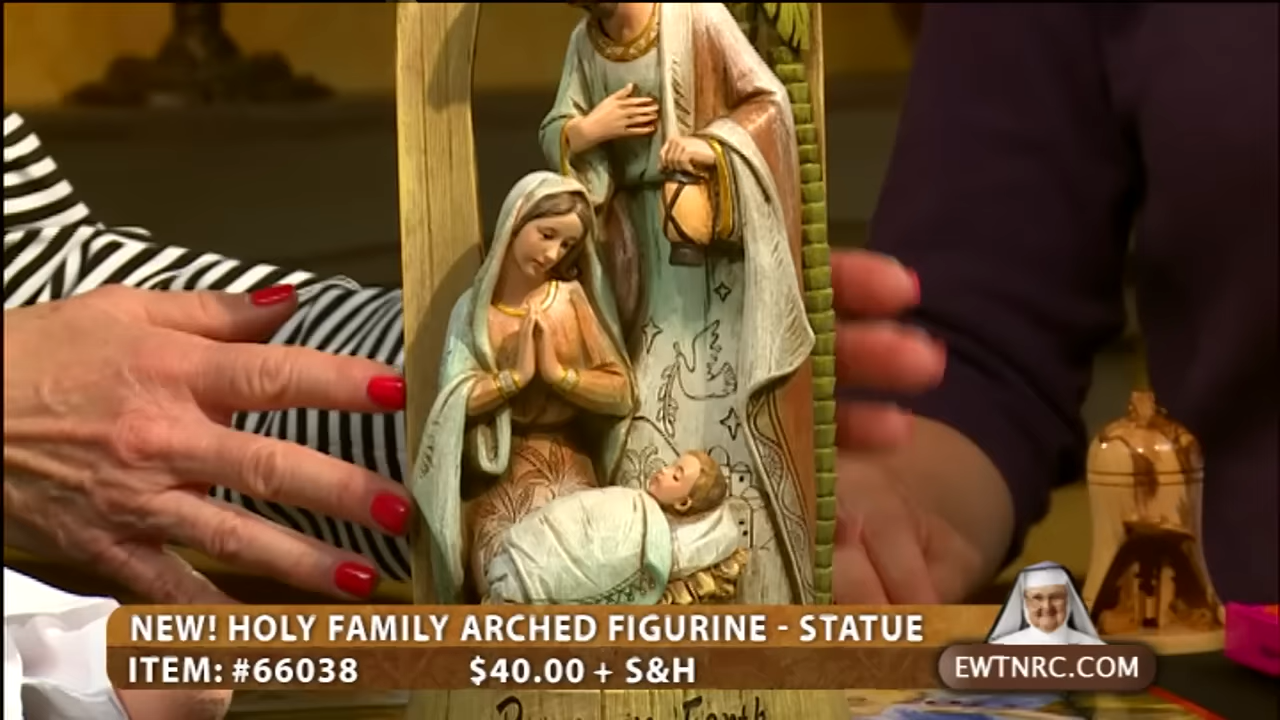 NEW! HOLY FAMILY ARCHED FIGURINE - STATUE
ITEM: #66038 $40.00 + S&H
EWTNRC.COM